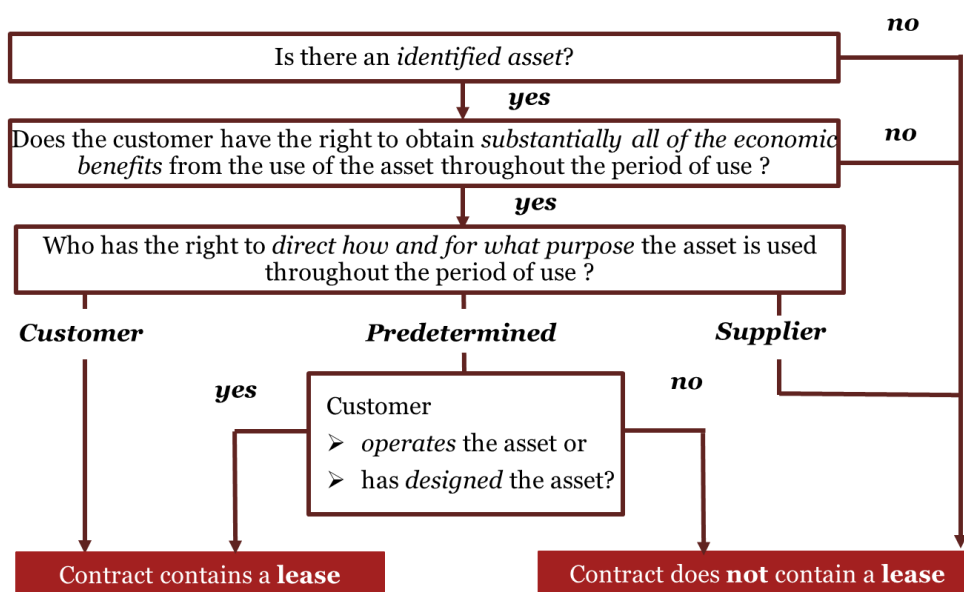 no
Is there an identified asset?
yes
Does the customer have the right to obtain substantially all of the economic
benefits from the use of the asset throughout the period of use ?
no
yes
Who has the right to direct how and for what purpose the asset is used
throughout the period of use ?
Customer
Predetermined
Supplier
yes
no
Customer
➢ operates the asset or
➢ has designed the asset?
Contract contains a lease
Contract does not contain a lease